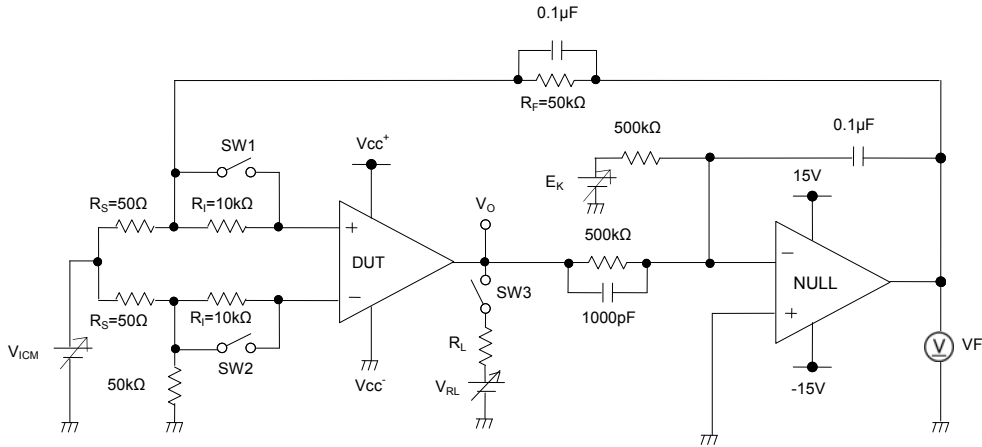 0.1μF
R_F=50kΩ
500kΩ
0.1μF
SW1
Vcc⁺
E_K
15V
R_S=50Ω
R_I=10kΩ
V_O
500kΩ
+
DUT
−
−
NULL
+
SW3
R_S=50Ω
R_I=10kΩ
1000pF
V_ICM
SW2
R_L
V
VF
50kΩ
Vcc⁻
V_RL
-15V